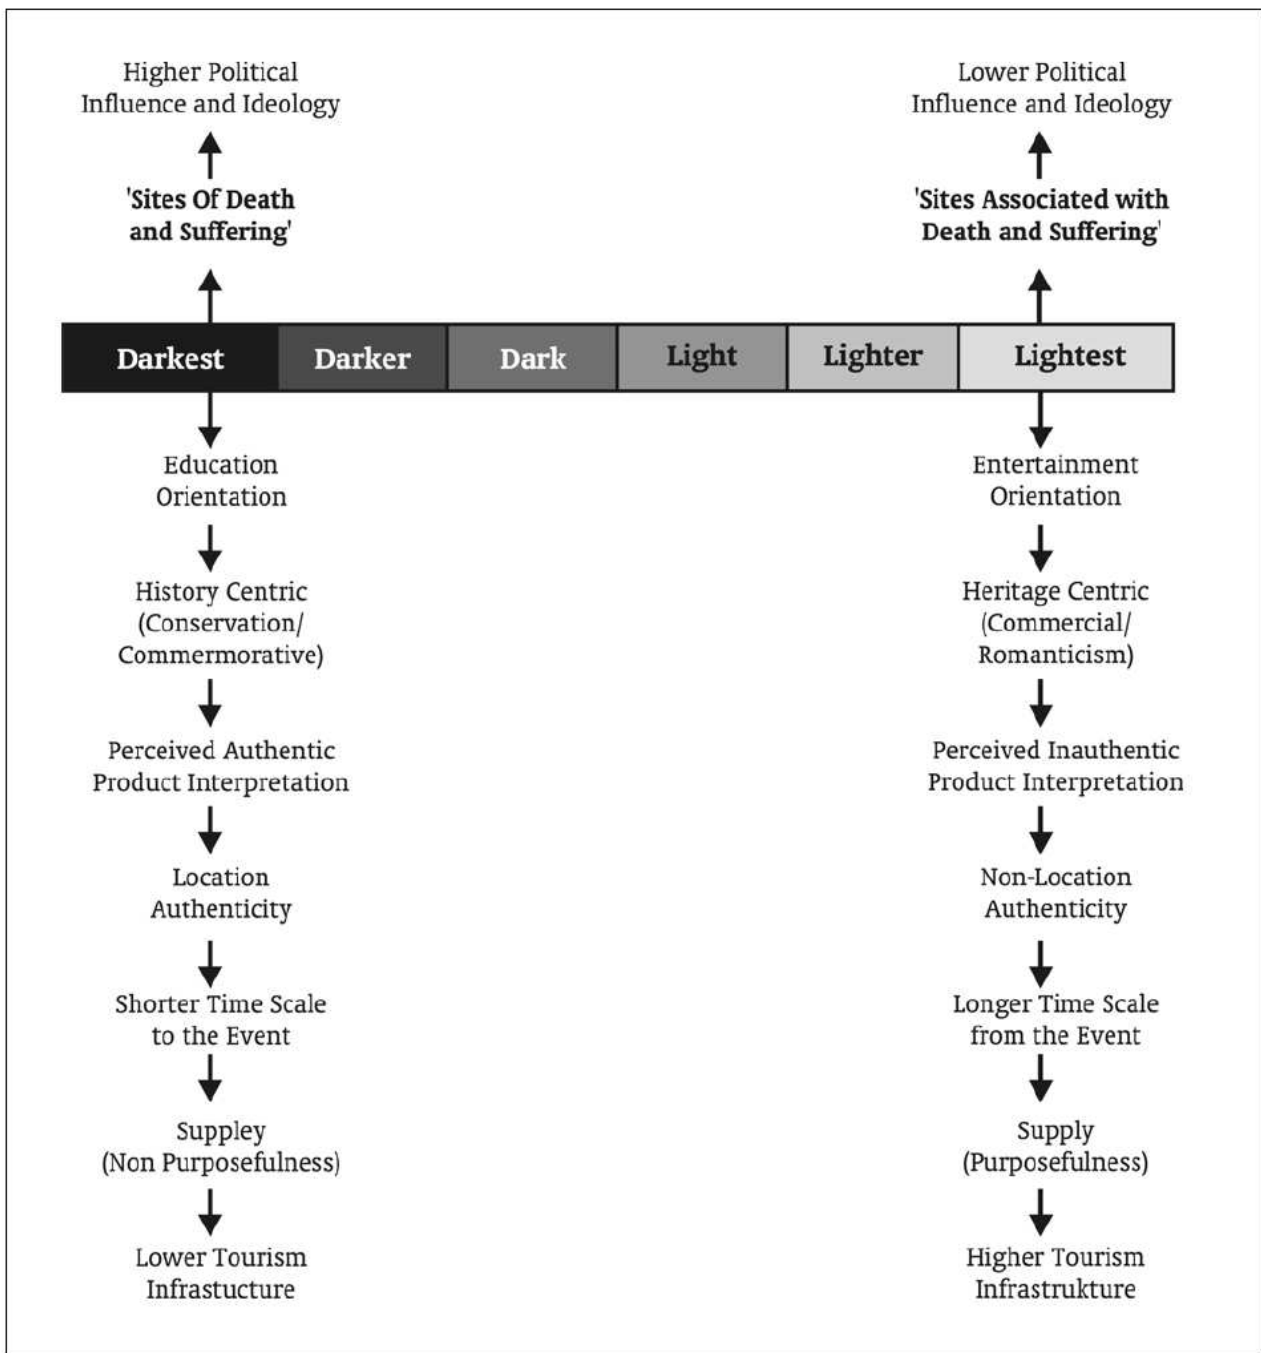 Higher Political
Influence and Ideology
Lower Political
Influence and Ideology
'Sites Of Death
and Suffering'
'Sites Associated with
Death and Suffering'
Darkest
Darker
Dark
Light
Lighter
Lightest
Education
Orientation
History Centric
(Conservation/
Commermorative)
Perceived Authentic
Product Interpretation
Location
Authenticity
Shorter Time Scale
to the Event
Suppley
(Non Purposefulness)
Lower Tourism
Infrastucture
Entertainment
Orientation
Heritage Centric
(Commercial/
Romanticism)
Perceived Inauthentic
Product Interpretation
Non-Location
Authenticity
Longer Time Scale
from the Event
Supply
(Purposefulness)
Higher Tourism
Infrastrukture